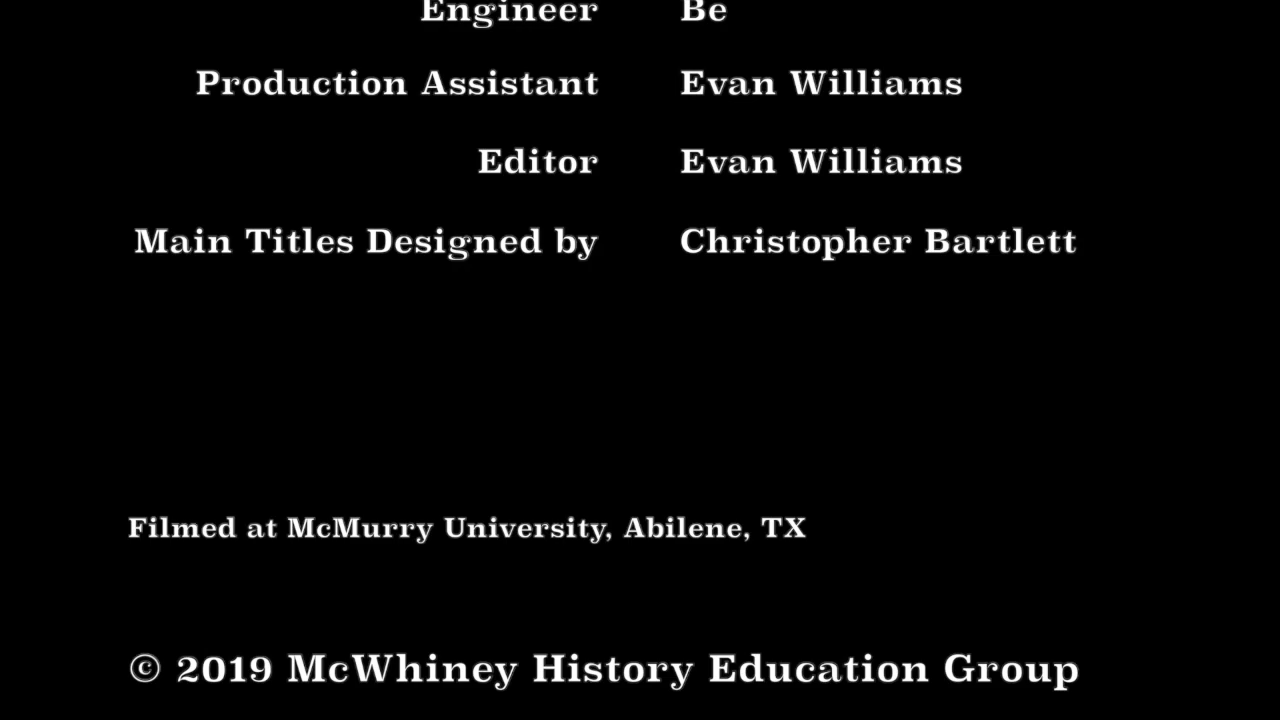 Engineer Be
Production Assistant Evan Williams
Editor Evan Williams
Main Titles Designed by Christopher Bartlett
Filmed at McMurry University, Abilene, TX
© 2019 McWhiney History Education Group